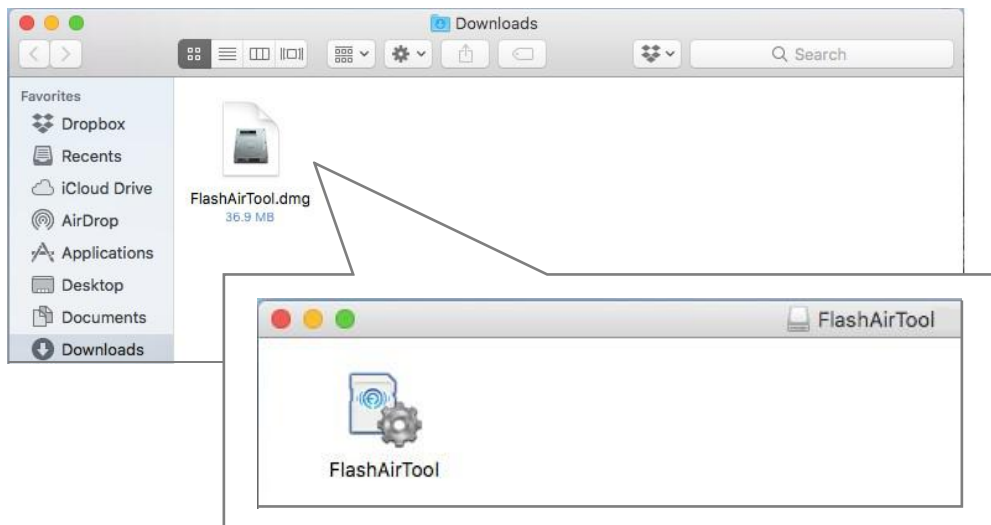 Downloads
Search
Favorites
Dropbox
Recents
iCloud Drive
AirDrop
Applications
Desktop
Documents
Downloads
FlashAirTool.dmg
36.9 MB
FlashAirTool
FlashAirTool